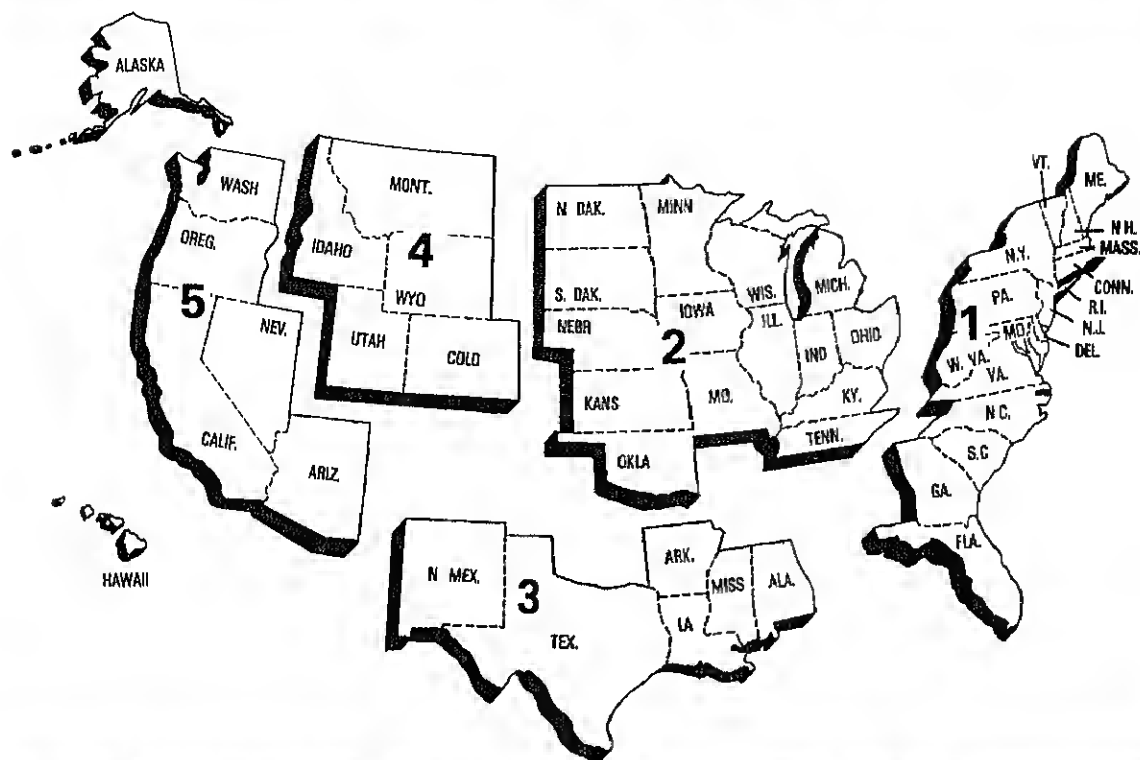 ALASKA
WASH
OREG.
5
NEV.
CALIF.
ARIZ.
HAWAII
MONT.
IDAHO
4
WYO
UTAH
COLO
N DAK.
MINN
S. DAK.
NEBR
IOWA
WIS.
MICH.
2
ILL.
IND
OHIO
KANS
MO.
KY.
TENN.
OKLA
N MEX.
3
TEX.
ARK.
LA
MISS
ALA.
VT.
ME.
N H.
MASS.
N.Y.
CONN.
R.I.
N.J.
PA.
1
MD.
DEL.
W. VA.
VA.
N C.
S.C
GA.
FLA.